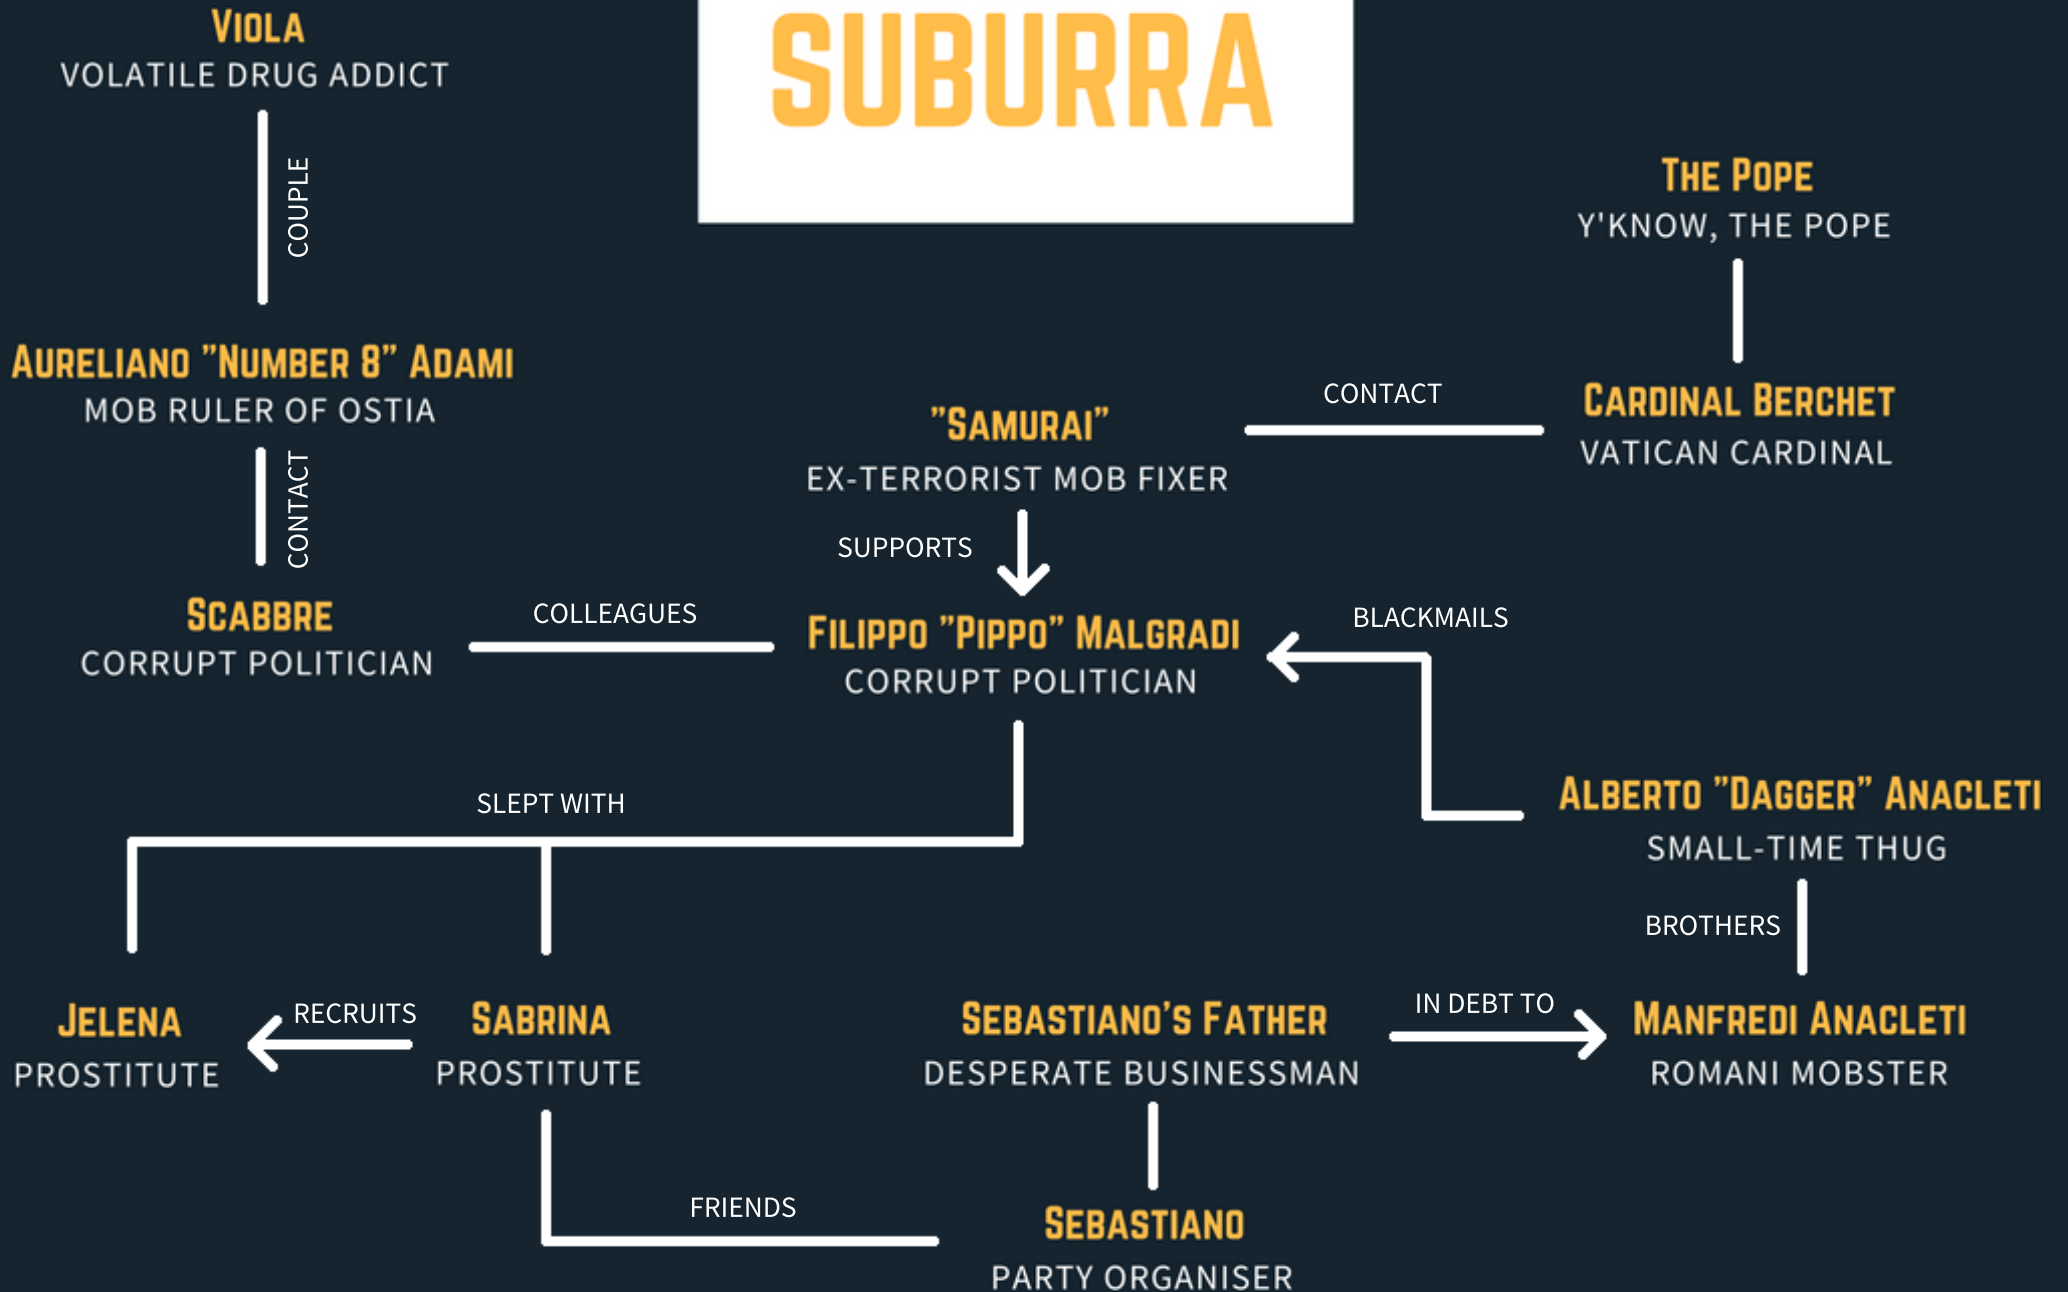 SUBURRA
VIOLA
VOLATILE DRUG ADDICT
COUPLE
THE POPE
Y'KNOW, THE POPE
AURELIANO "NUMBER 8" ADAMI
MOB RULER OF OSTIA
"SAMURAI"
EX-TERRORIST MOB FIXER
CONTACT
CARDINAL BERCHET
VATICAN CARDINAL
CONTACT
SUPPORTS
SCABBRE
CORRUPT POLITICIAN
COLLEAGUES
FILIPPO "PIPPO" MALGRADI
CORRUPT POLITICIAN
BLACKMAILS
SLEPT WITH
ALBERTO "DAGGER" ANACLETI
SMALL-TIME THUG
BROTHERS
JELENA
PROSTITUTE
RECRUITS
SABRINA
PROSTITUTE
SEBASTIANO'S FATHER
DESPERATE BUSINESSMAN
IN DEBT TO
MANFREDI ANACLETI
ROMANI MOBSTER
FRIENDS
SEBASTIANO
PARTY ORGANISER